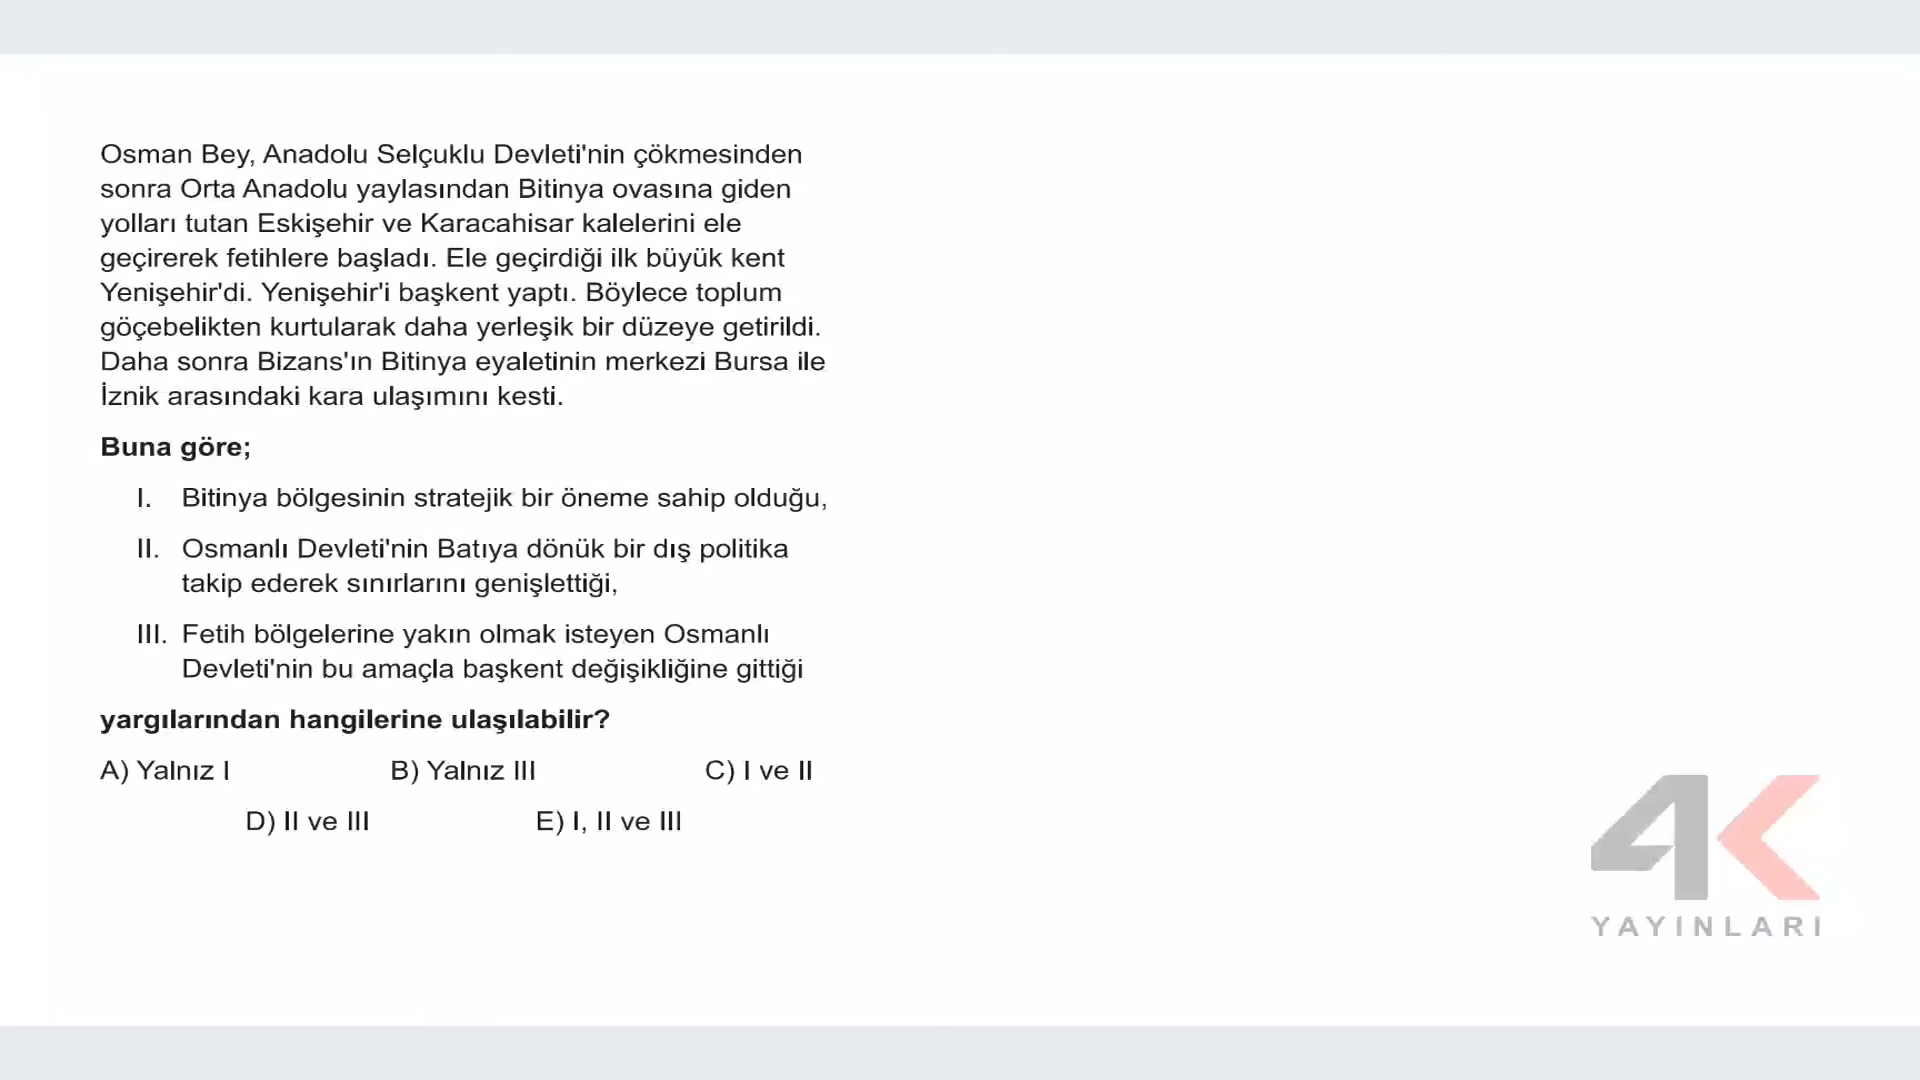 Osman Bey, Anadolu Selçuklu Devleti'nin çökmesinden
sonra Orta Anadolu yaylasından Bitinya ovasına giden
yolları tutan Eskişehir ve Karacahisar kalelerini ele
geçirerek fetihlere başladı. Ele geçirdiği ilk büyük kent
Yenişehir'di. Yenişehir'i başkent yaptı. Böylece toplum
göçebelikten kurtularak daha yerleşik bir düzeye getirildi.
Daha sonra Bizans'ın Bitinya eyaletinin merkezi Bursa ile
İznik arasındaki kara ulaşımını kesti.
Buna göre;
I. Bitinya bölgesinin stratejik bir öneme sahip olduğu,
II. Osmanlı Devleti'nin Batıya dönük bir dış politika
takip ederek sınırlarını genişlettiği,
III. Fetih bölgelerine yakın olmak isteyen Osmanlı
Devleti'nin bu amaçla başkent değişikliğine gittiği
yargılarından hangilerine ulaşılabilir?
A) Yalnız I B) Yalnız III C) I ve II
D) II ve III E) I, II ve III
4K
YAYINLARI